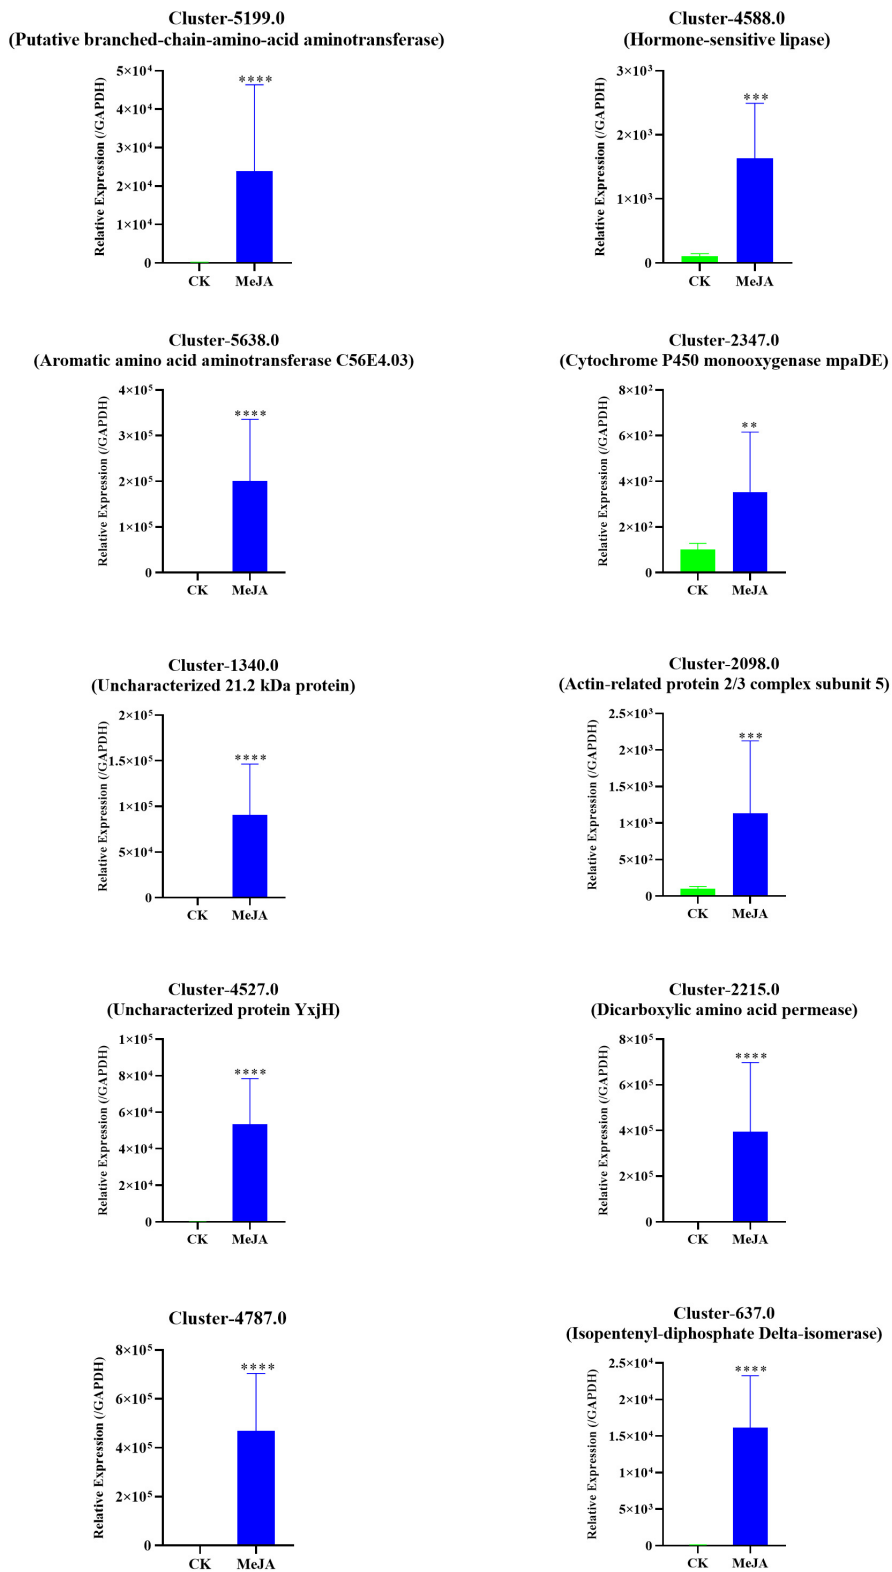 Cluster-5199.0
(Putative branched-chain-amino-acid aminotransferase)
Relative Expression (/GAPDH)
5×10⁴
4×10⁴
3×10⁴
2×10⁴
1×10⁴
0
****
CK
MeJA
Cluster-4588.0
(Hormone-sensitive lipase)
Relative Expression (/GAPDH)
3×10³
2×10³
1×10³
0
***
CK
MeJA
Cluster-5638.0
(Aromatic amino acid aminotransferase C56E4.03)
Relative Expression (/GAPDH)
4×10⁵
3×10⁵
2×10⁵
1×10⁵
0
****
CK
MeJA
Cluster-2347.0
(Cytochrome P450 monooxygenase mpaDE)
Relative Expression (/GAPDH)
8×10²
6×10²
4×10²
2×10²
0
**
CK
MeJA
Cluster-1340.0
(Uncharacterized 21.2 kDa protein)
Relative Expression (/GAPDH)
2×10⁵
1.5×10⁵
1×10⁵
5×10⁴
0
****
CK
MeJA
Cluster-2098.0
(Actin-related protein 2/3 complex subunit 5)
Relative Expression (/GAPDH)
2.5×10³
2×10³
1.5×10³
1×10³
5×10²
0
***
CK
MeJA
Cluster-4527.0
(Uncharacterized protein YxjH)
Relative Expression (/GAPDH)
1×10⁵
8×10⁴
6×10⁴
4×10⁴
2×10⁴
0
****
CK
MeJA
Cluster-2215.0
(Dicarboxylic amino acid permease)
Relative Expression (/GAPDH)
8×10⁵
6×10⁵
4×10⁵
2×10⁵
0
****
CK
MeJA
Cluster-4787.0
Relative Expression (/GAPDH)
8×10⁵
6×10⁵
4×10⁵
2×10⁵
0
****
CK
MeJA
Cluster-637.0
(Isopentenyl-diphosphate Delta-isomerase)
Relative Expression (/GAPDH)
2.5×10⁴
2×10⁴
1.5×10⁴
1×10⁴
5×10³
0
****
CK
MeJA